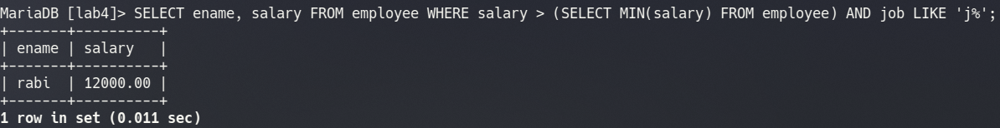 MariaDB [lab4]> SELECT ename, salary FROM employee WHERE salary > (SELECT MIN(salary) FROM employee) AND job LIKE 'j%';
+-------+----------+
| ename | salary   |
+-------+----------+
| rabi  | 12000.00 |
+-------+----------+
1 row in set (0.011 sec)